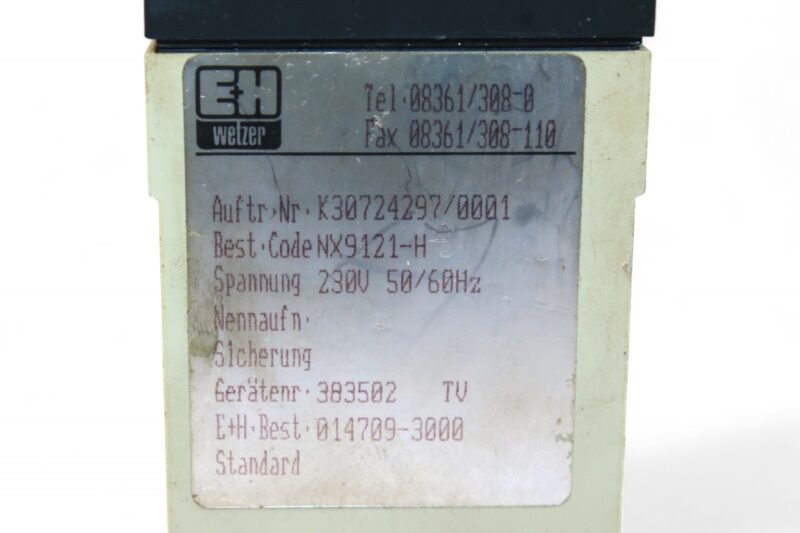 E+H
wetzer
Tel. 08361/308-0
Fax 08361/308-110
Auftr.Nr. K30724297/0001
Best.Code NX9121-H
Spannung 230V 50/60Hz
Nennaufn.
Sicherung
Gerätenr. 383502 TV
E+H.Best. 014709-3000
Standard